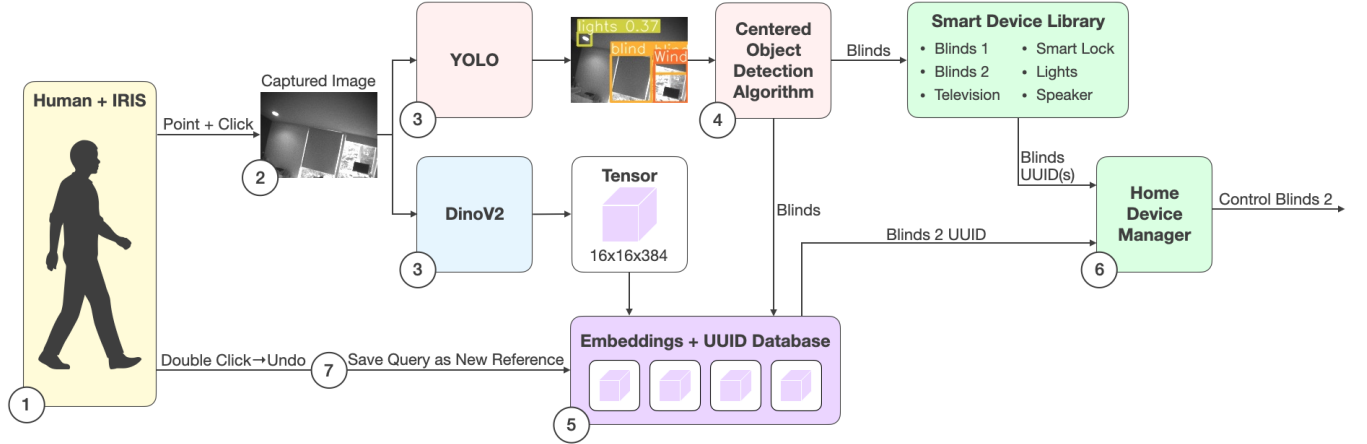 Human + IRIS
1
Point + Click
Captured Image
2
YOLO
3
DinoV2
3
lights 0.37
blind
blind
Wind
Tensor
16x16x384
Centered
Object
Detection
Algorithm
4
Blinds
Blinds
Smart Device Library
• Blinds 1
• Blinds 2
• Television
• Smart Lock
• Lights
• Speaker
Blinds
UUID(s)
Blinds 2 UUID
Home
Device
Manager
6
Control Blinds 2
Double Click→Undo
7
Save Query as New Reference
Embeddings + UUID Database
5